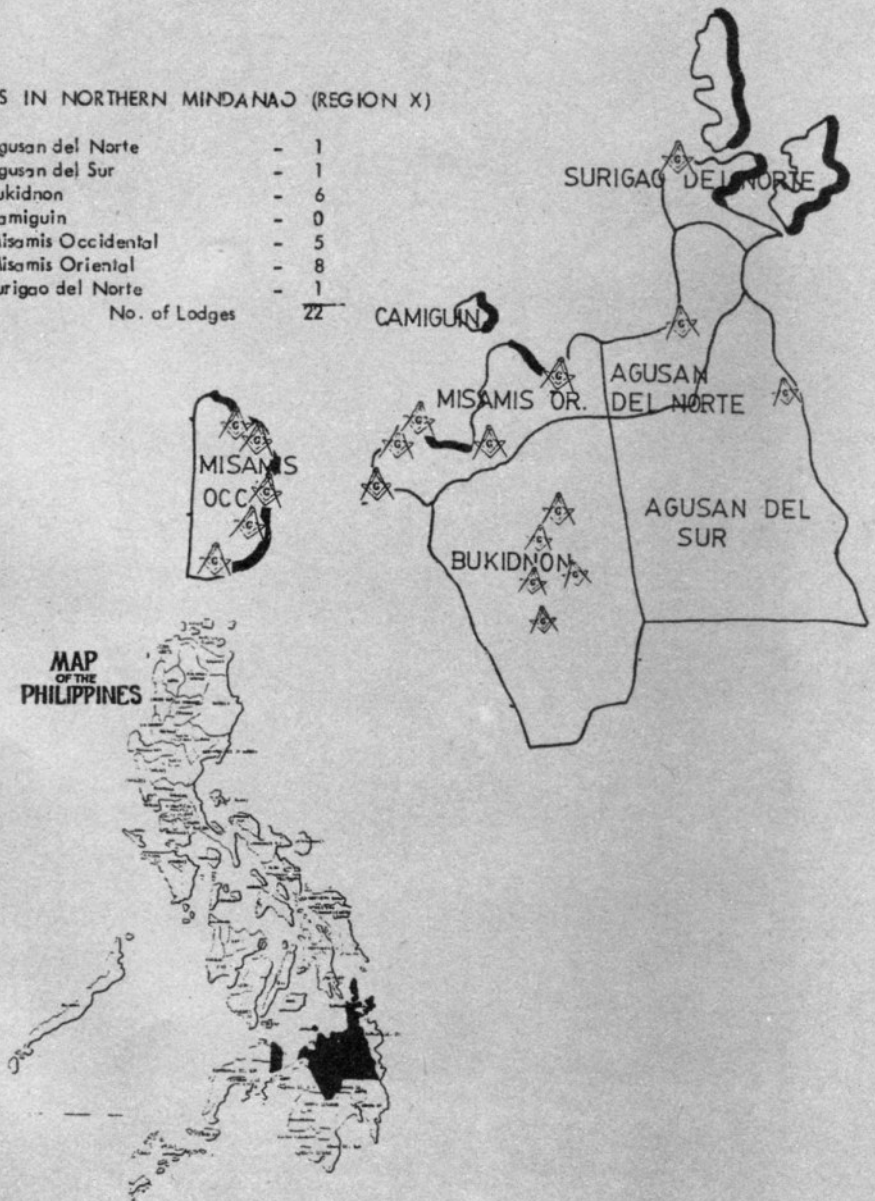 S IN NORTHERN MINDANAO (REGION X)
gusan del Norte - 1
gusan del Sur - 1
ukidnon - 6
amiguin - 0
isamis Occidental - 5
isamis Oriental - 8
urigao del Norte - 1
No. of Lodges 22
SURIGAO DEL NORTE
CAMIGUIN
MISAMIS OR.
AGUSAN
DEL NORTE
MISAMIS
OCC
AGUSAN DEL
SUR
BUKIDNON
MAP
OF THE
PHILIPPINES